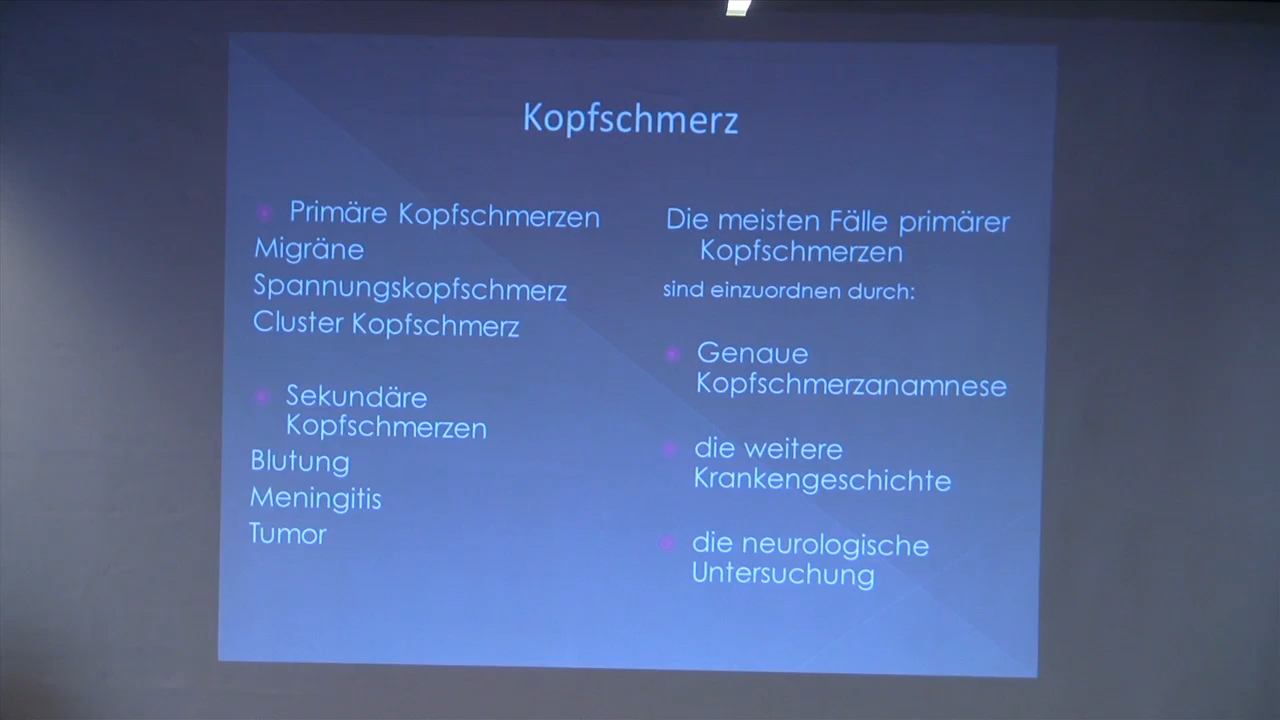 Kopfschmerz
Primäre Kopfschmerzen
Migräne
Spannungskopfschmerz
Cluster Kopfschmerz
Sekundäre
Kopfschmerzen
Blutung
Meningitis
Tumor
Die meisten Fälle primärer
Kopfschmerzen
sind einzuordnen durch:
Genaue
Kopfschmerzanamnese
die weitere
Krankengeschichte
die neurologische
Untersuchung